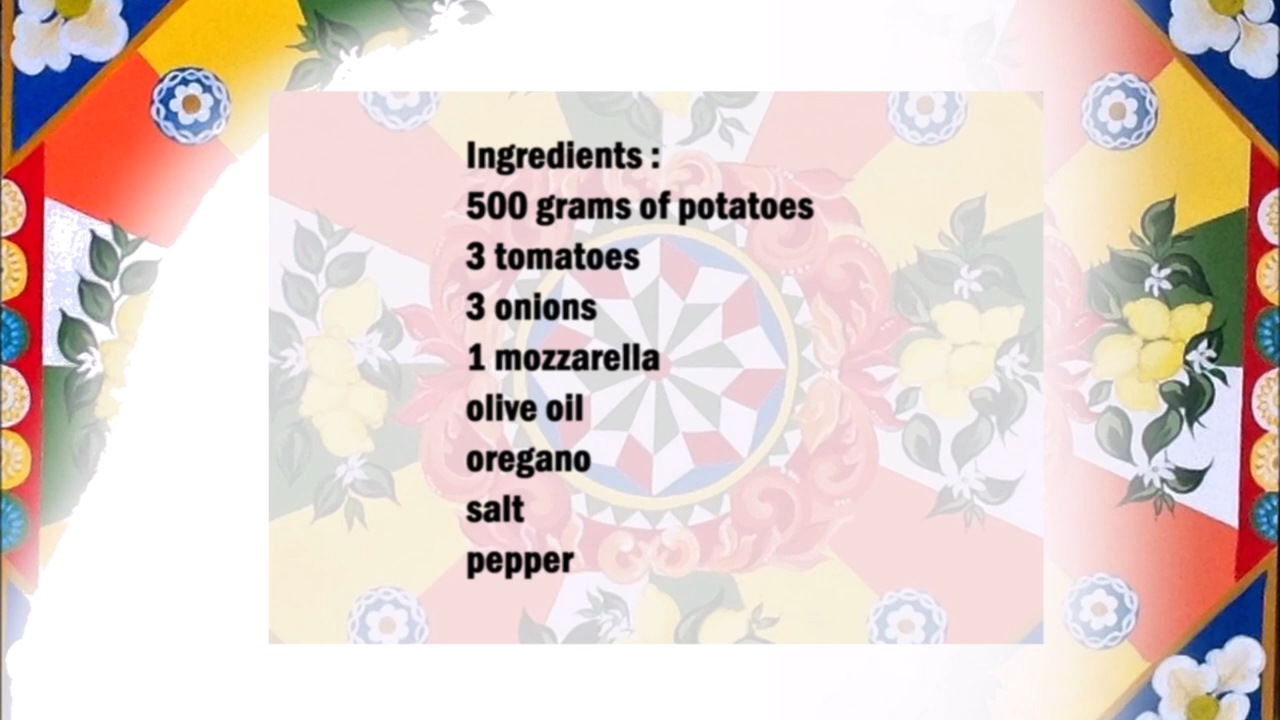 Ingredients :
500 grams of potatoes
3 tomatoes
3 onions
1 mozzarella
olive oil
oregano
salt
pepper